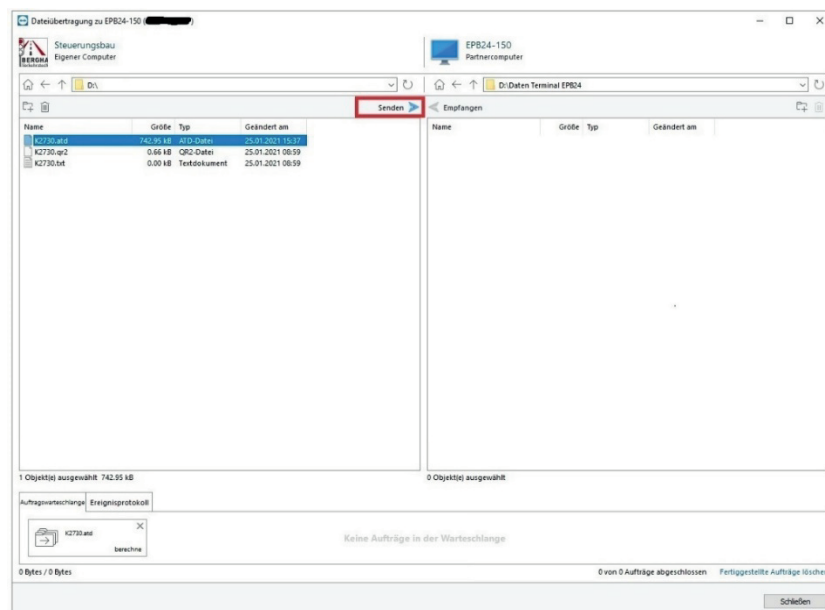 Dateiübertragung zu EPB24-150 ( )
BERGHA
Steuerungsbau
Eigener Computer
EPB24-150
Partnercomputer
D:\
D:\Daten Terminal EPB24
Senden
Empfangen
Name Größe Typ Geändert am
Name Größe Typ Geändert am
K2730.atd 742.95 kB ATD-Datei 25.01.2021 15:37
K2730.qr2 0.66 kB QR2-Datei 25.01.2021 08:59
K2730.txt 0.00 kB Textdokument 25.01.2021 08:59
1 Objekt(e) ausgewählt 742.95 kB
0 Objekt(e) ausgewählt
Auftragswarteschlange Ereignisprotokoll
K2730.atd
berechne
Keine Aufträge in der Warteschlange
0 Bytes / 0 Bytes
0 von 0 Aufträge abgeschlossen Fertiggestellte Aufträge löschen
Schließen